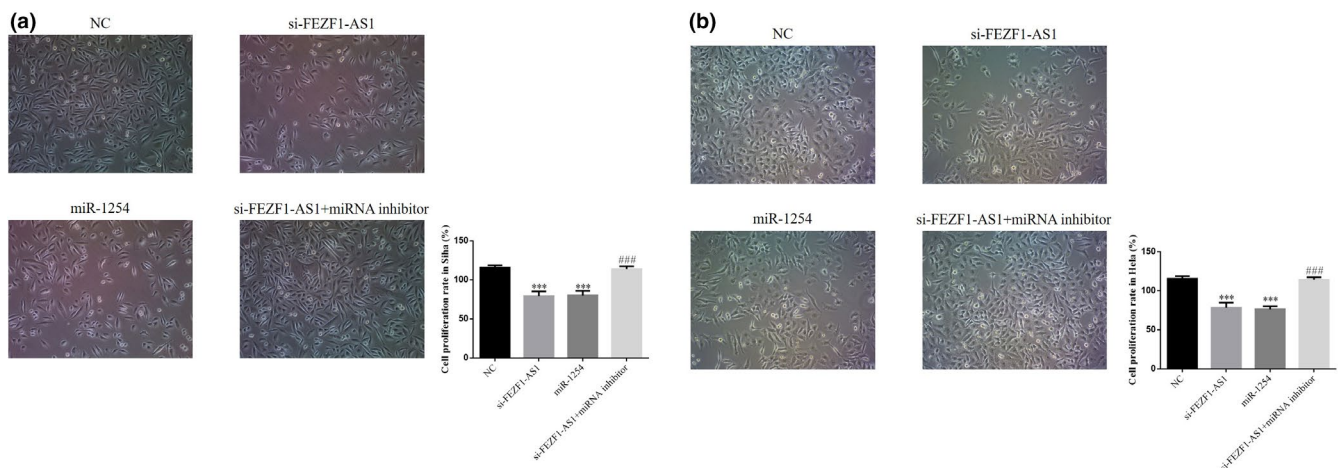 (a)
NC
si-FEZF1-AS1
miR-1254
si-FEZF1-AS1+miRNA inhibitor
Cell proliferation rate in Siha (%)
150
100
50
0
***
***
###
NC
si-FEZF1-AS1
miR-1254
si-FEZF1-AS1+miRNA inhibitor
(b)
NC
si-FEZF1-AS1
miR-1254
si-FEZF1-AS1+miRNA inhibitor
Cell proliferation rate in Hela (%)
150
100
50
0
***
***
###
NC
si-FEZF1-AS1
miR-1254
si-FEZF1-AS1+miRNA inhibitor